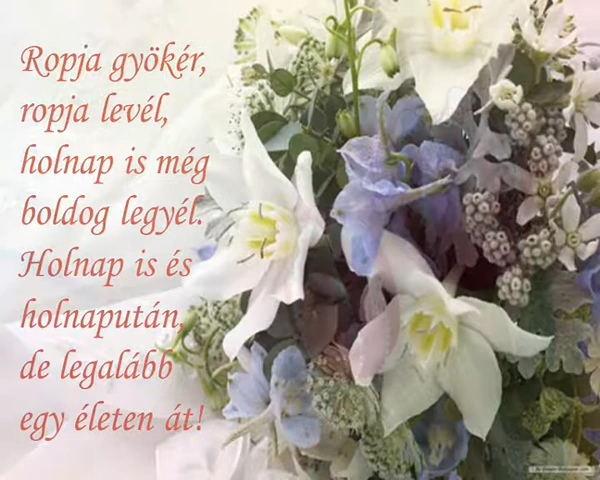 Ropja gyökér,
ropja levél,
holnap is még
boldog legyél.
Holnap is és
holnapután,
de legalább
egy életen át!